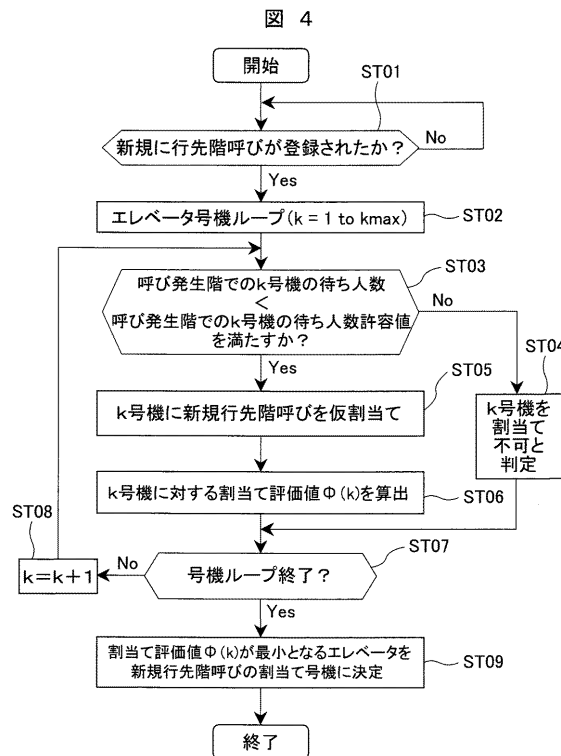 図 4
開始
ST01
新規に行先階呼びが登録されたか？
No
Yes
エレベータ号機ループ(k = 1 to kmax)
ST02
ST03
呼び発生階でのk号機の待ち人数
<
呼び発生階でのk号機の待ち人数許容値
を満たすか？
No
Yes
ST04
k号機を
割当て
不可と
判定
ST05
k号機に新規行先階呼びを仮割当て
k号機に対する割当て評価値Φ(k)を算出
ST06
ST08
k=k+1
No
ST07
号機ループ終了？
Yes
割当て評価値Φ(k)が最小となるエレベータを
新規行先階呼びの割当て号機に決定
ST09
終了